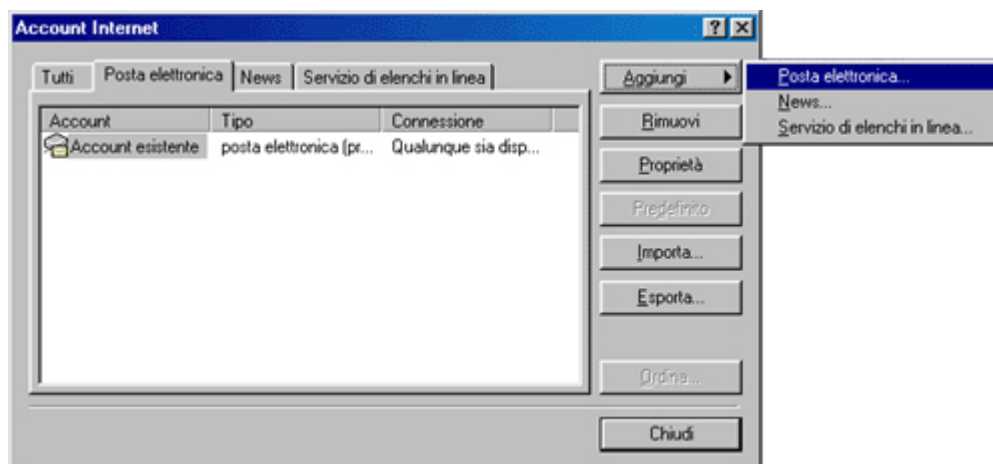 Account Internet
Tutti Posta elettronica News Servizio di elenchi in linea
Aggiungi
Posta elettronica...
News...
Servizio di elenchi in linea...
Account Tipo Connessione
Account esistente posta elettronica (pr... Qualunque sia disp...
Rimuovi
Proprietà
Predefinito
Importa...
Esporta...
Ordina...
Chiudi